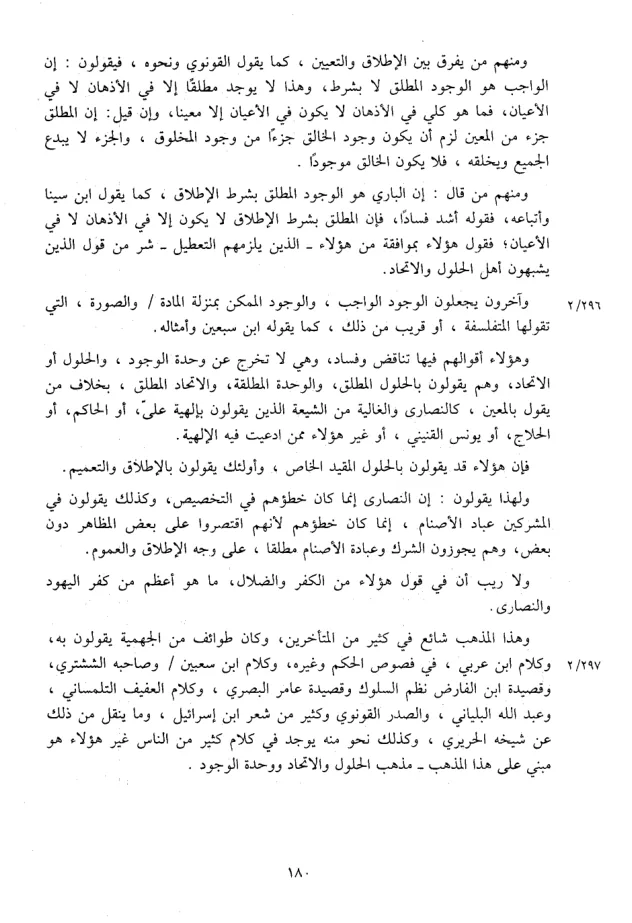 ومنهم من يفرق بين الإطلاق والتعيين ، كما يقول القونوي ونحوه ، فيقولون : إن
الواجب هو الوجود المطلق لا بشرط، وهذا لا يوجد مطلقًا إلا في الأذهان لا في
الأعيان، فما هو كلي في الأذهان لا يكون في الأعيان إلا معينا، وإن قيل: إن المطلق
جزء من المعين لزم أن يكون وجود الخالق جزءًا من وجود المخلوق ، والجزء لا يبدع
الجميع ويخلقه ، فلا يكون الخالق موجودًا .
ومنهم من قال : إن الباري هو الوجود المطلق بشرط الإطلاق ، كما يقول ابن سينا
وأتباعه، فقوله أشد فسادًا، فإن المطلق بشرط الإطلاق لا يكون إلا في الأذهان لا في
الأعيان؛ فقول هؤلاء بموافقة من هؤلاء ـ الذين يلزمهم التعطيل ـ شر من قول الذين
يشبهون أهل الحلول والاتحاد.
وآخرون يجعلون الوجود الواجب ، والوجود الممكن بمنزلة المادة / والصورة ، التي ٢/٢٩٦
تقولها المتفلسفة ، أو قريب من ذلك ، كما يقوله ابن سبعين وأمثاله.
وهؤلاء أقوالهم فيها تناقض وفساد، وهي لا تخرج عن وحدة الوجود ، والحلول أو
الاتحاد، وهم يقولون بالحلول المطلق، والوحدة المطلقة، والاتحاد المطلق ، بخلاف من
يقول بالمعين ، كالنصارى والغالية من الشيعة الذين يقولون بإلهية علىّ، أو الحاكم، أو
الحلاج، أو يونس القنيني ، أو غير هؤلاء ممن ادعيت فيه الإلهية.
فإن هؤلاء قد يقولون بالحلول المقيد الخاص ، وأولئك يقولون بالإطلاق والتعميم.
ولهذا يقولون : إن النصارى إنما كان خطؤهم في التخصيص، وكذلك يقولون في
المشركين عباد الأصنام ، إنما كان خطؤهم لأنهم اقتصروا على بعض المظاهر دون
بعض، وهم يجوزون الشرك وعبادة الأصنام مطلقا ، على وجه الإطلاق والعموم.
ولا ريب أن في قول هؤلاء من الكفر والضلال، ما هو أعظم من كفر اليهود
والنصارى.
وهذا المذهب شائع في كثير من المتأخرين، وكان طوائف من الجهمية يقولون به،
وكلام ابن عربي ، في فصوص الحكم وغيره، وكلام ابن سعبين / وصاحبه الششتري، ٢/٢٩٧
وقصيدة ابن الفارض نظم السلوك وقصيدة عامر البصري ، وكلام العفيف التلمساني ،
وعبد الله البلياني ، والصدر القونوي وكثير من شعر ابن إسرائيل ، وما ينقل من ذلك
عن شيخه الحريري ، وكذلك نحو منه يوجد في كلام كثير من الناس غير هؤلاء هو
مبني على هذا المذهب ـ مذهب الحلول والاتحاد ووحدة الوجود .
١٨٠